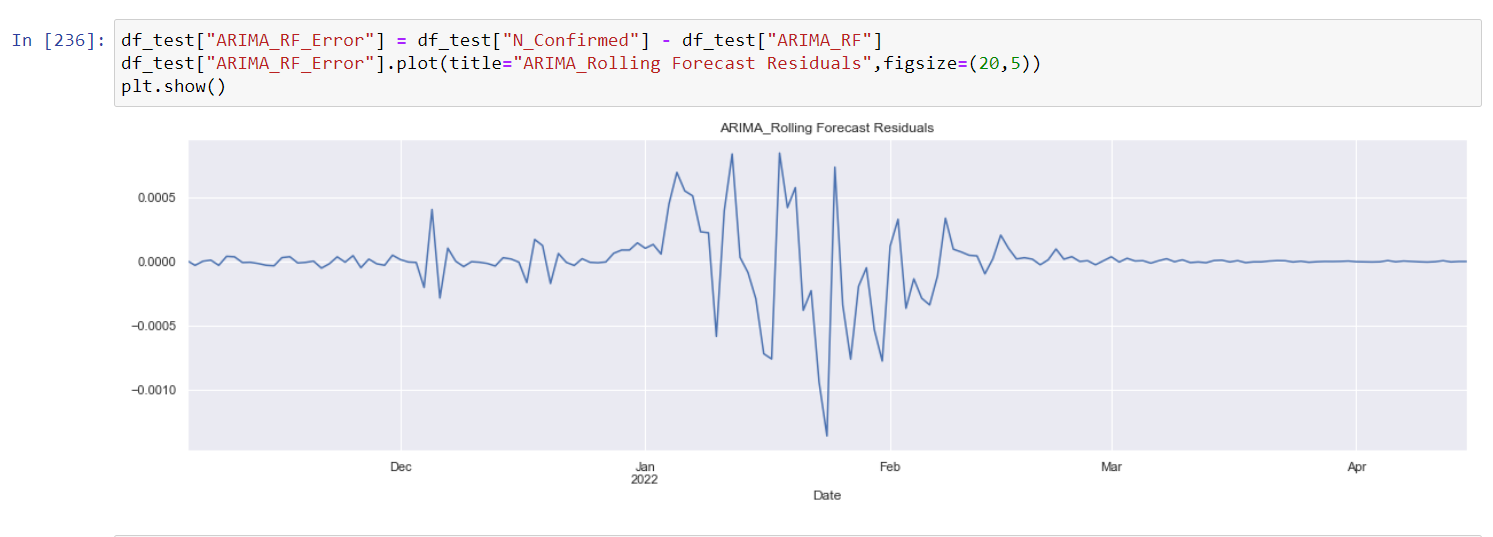 In [236]: df_test["ARIMA_RF_Error"] = df_test["N_Confirmed"] - df_test["ARIMA_RF"]
df_test["ARIMA_RF_Error"].plot(title="ARIMA_Rolling Forecast Residuals",figsize=(20,5))
plt.show()
ARIMA_Rolling Forecast Residuals
0.0005
0.0000
−0.0005
−0.0010
Dec Jan Feb Mar Apr
2022
Date